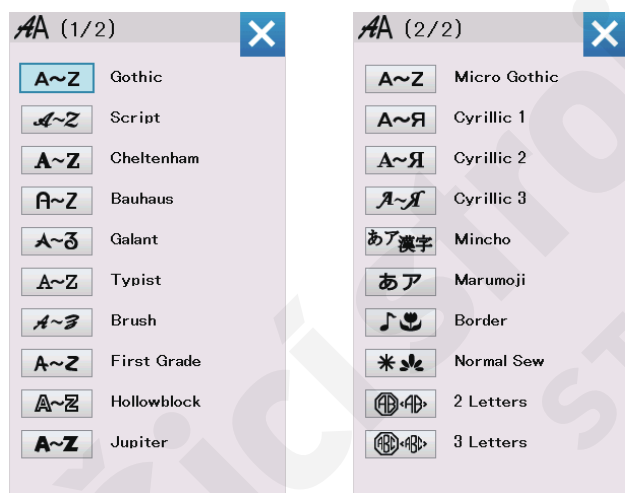 AA (1/2)
A~Z Gothic
A~Z Script
A~Z Cheltenham
A~Z Bauhaus
A~Z Galant
A~Z Typist
A~Z Brush
A~Z First Grade
A~Z Hollowblock
A~Z Jupiter
AA (2/2)
A~Z Micro Gothic
A~Я Cyrillic 1
A~Я Cyrillic 2
A~Я Cyrillic 3
あア漢字 Mincho
あア Marumoji
Border
Normal Sew
AB AB 2 Letters
ABC ABC 3 Letters